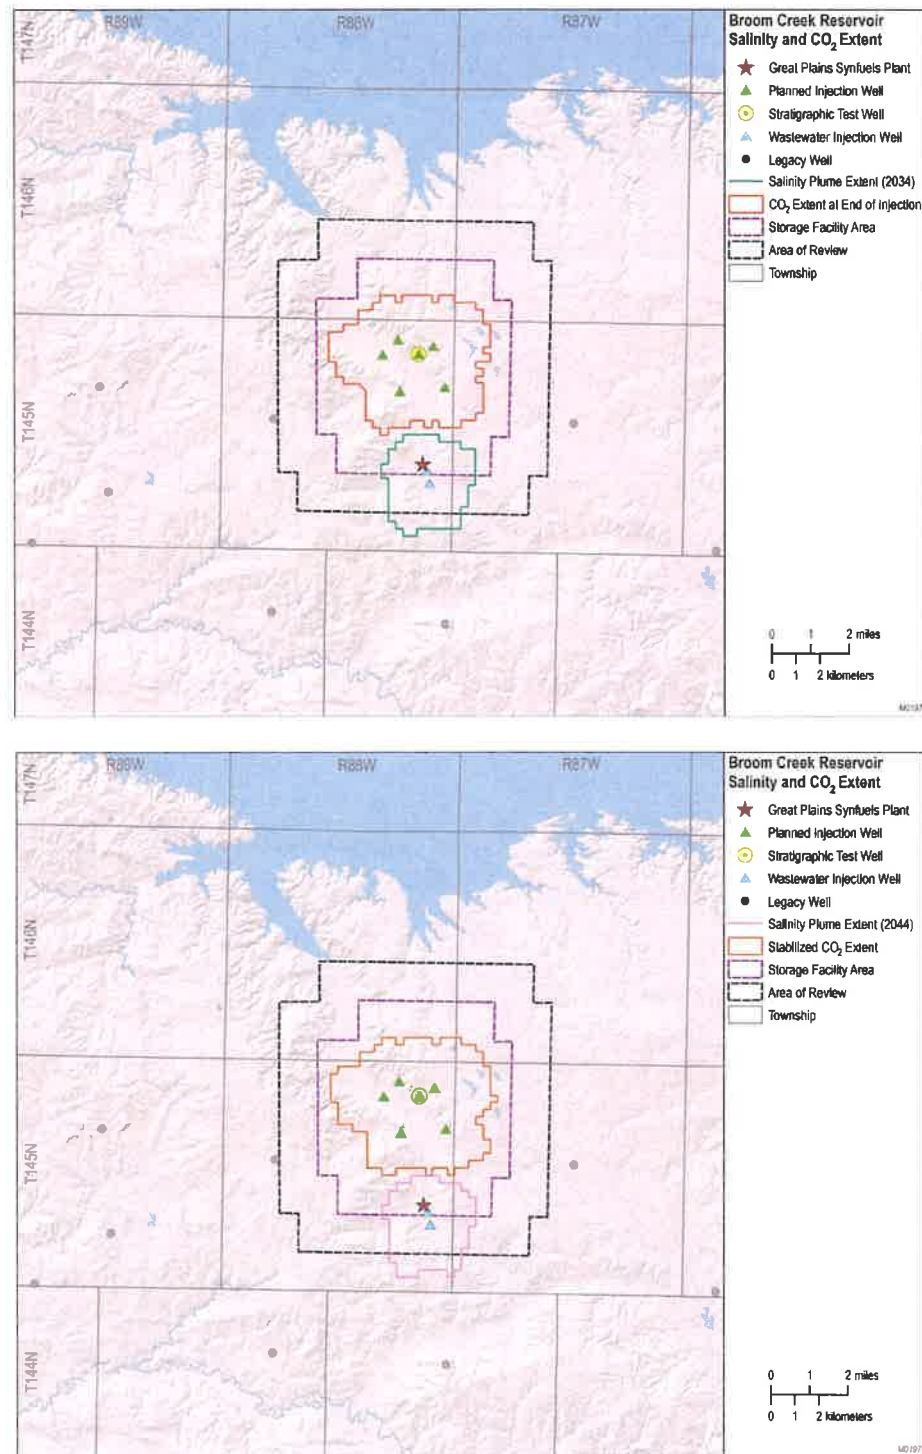 R89W
R88W
R87W
T147N
T146N
T145N
T144N
Broom Creek Reservoir
Salinity and CO₂ Extent
Great Plains Synfuels Plant
Planned Injection Well
Stratigraphic Test Well
Wastewater Injection Well
Legacy Well
Salinity Plume Extent (2034)
CO₂ Extent at End of Injection
Storage Facility Area
Area of Review
Township
0 1 2 miles
0 1 2 kilometers
R89W
R88W
R87W
T147N
T146N
T145N
T144N
Broom Creek Reservoir
Salinity and CO₂ Extent
Great Plains Synfuels Plant
Planned Injection Well
Stratigraphic Test Well
Wastewater Injection Well
Legacy Well
Salinity Plume Extent (2044)
Stabilized CO₂ Extent
Storage Facility Area
Area of Review
Township
0 1 2 miles
0 1 2 kilometers